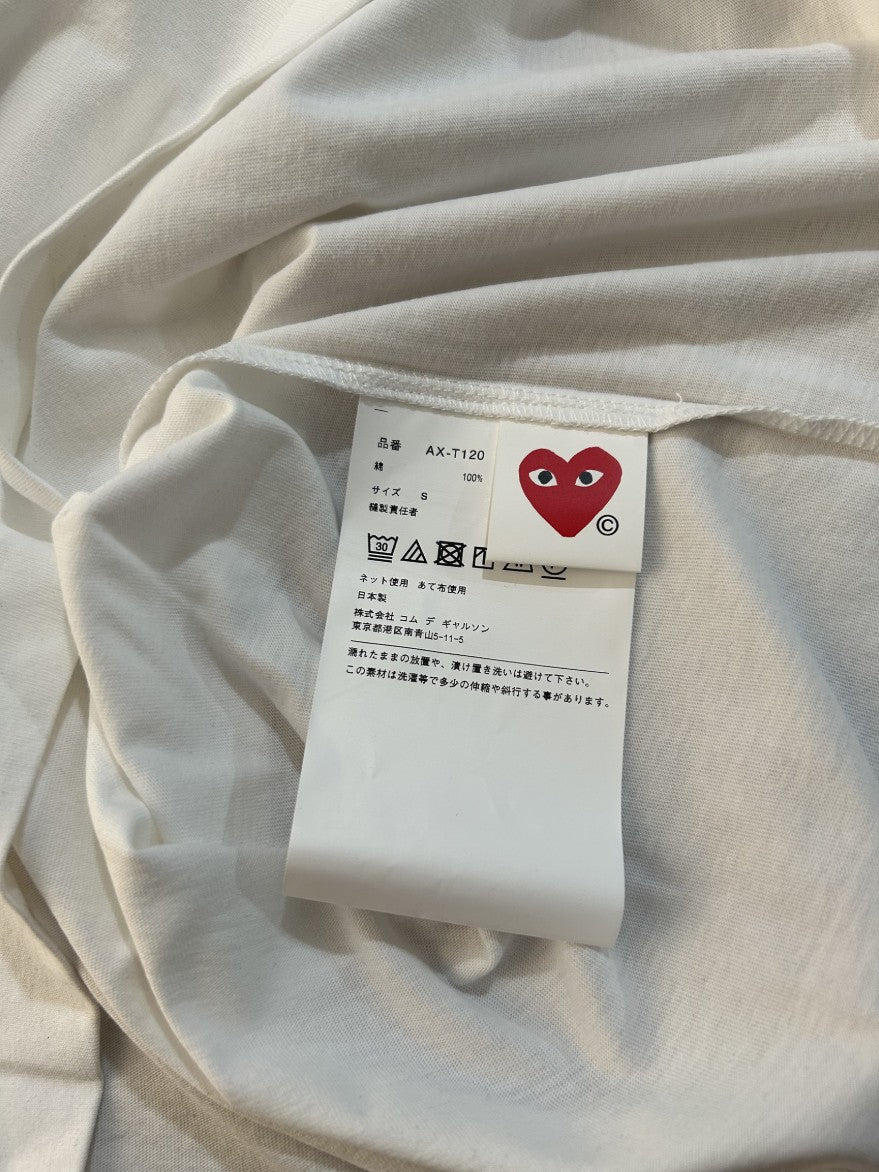 品番 AX-T120
綿 100%
サイズ S
縫製責任者
30
©
ネット使用 あて布使用
日本製
株式会社 コム デ ギャルソン
東京都港区南青山5-11-5
濡れたままの放置や、漬け置き洗いは避けて下さい。
この素材は洗濯等で多少の伸縮や斜行する事があります。